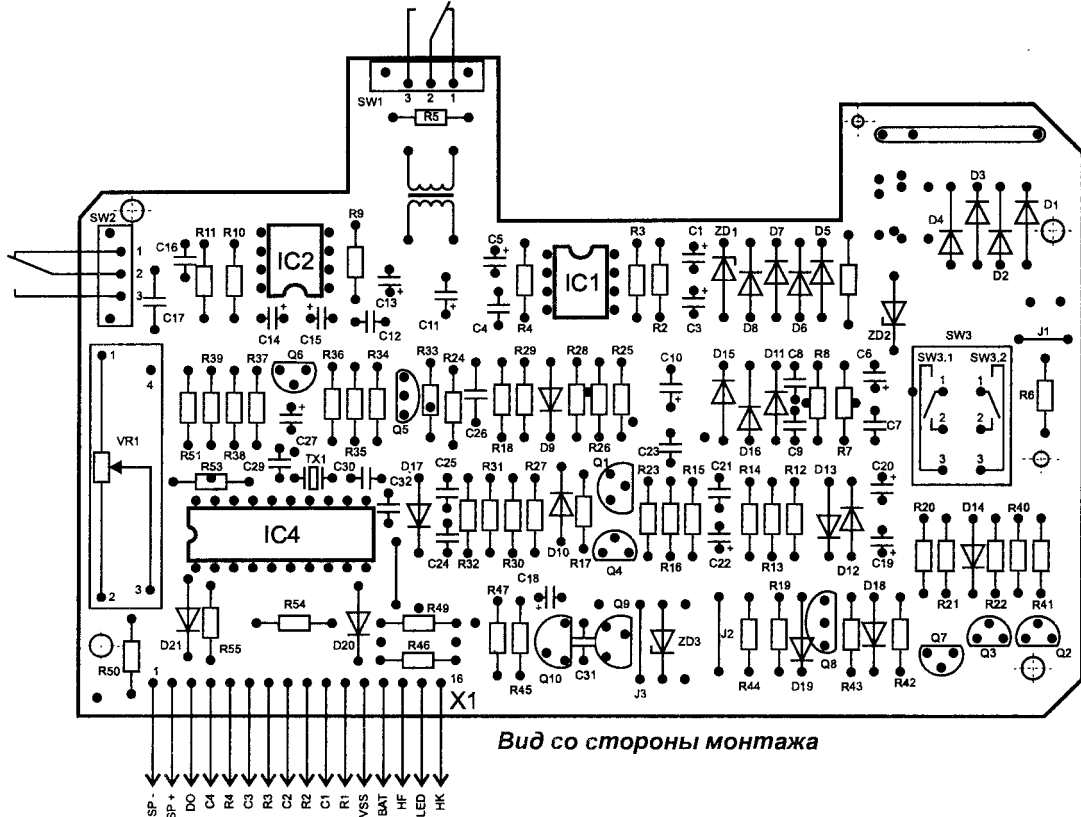 3 2 1
SW1
R5
D3
D4 D1
D2
SW2
1
2
3
C16
R11 R10
IC2
R9
C13
C17
C14 C15 C12
C11
C5
C4
R4
IC1
R3
R2
C1
C3
ZD1 D7 D5
D8 D6
ZD2
J1
SW3
SW3.1 SW3.2
1 1
2 2
3 3
R6
1 4
VR1
2 3
R39 R37 Q6
R51 R38
R36 R34
R35
R33 R24
Q5
C26
R29 R28 R25
R18 D9 R26
C10
C23
D15 D11 C8 R8 C6
D16 C9 R7 C7
C27
R53 C29 TX1 C30
C32
D17 C25 R31 R27
C24 R32 R30 D10 R17
Q1
Q4
R23 R15 C21
R16 C22
R14 R12 D13 C20
R13 D12 C19
R20 D14 R40
R21 R22 R41
IC4
D21 R55
R54
D20
R49
R46
R47 C18 Q9
R45 Q10 C31 J3
ZD3
J2
R19 D18
R44 D19 Q8 R43 R42
Q7 Q3 Q2
R50
1 16
X1
Вид со стороны монтажа
SP -
SP +
DO
C4
R4
C3
R3
C2
R2
C1
R1
VSS
BAT
HF
LED
HK